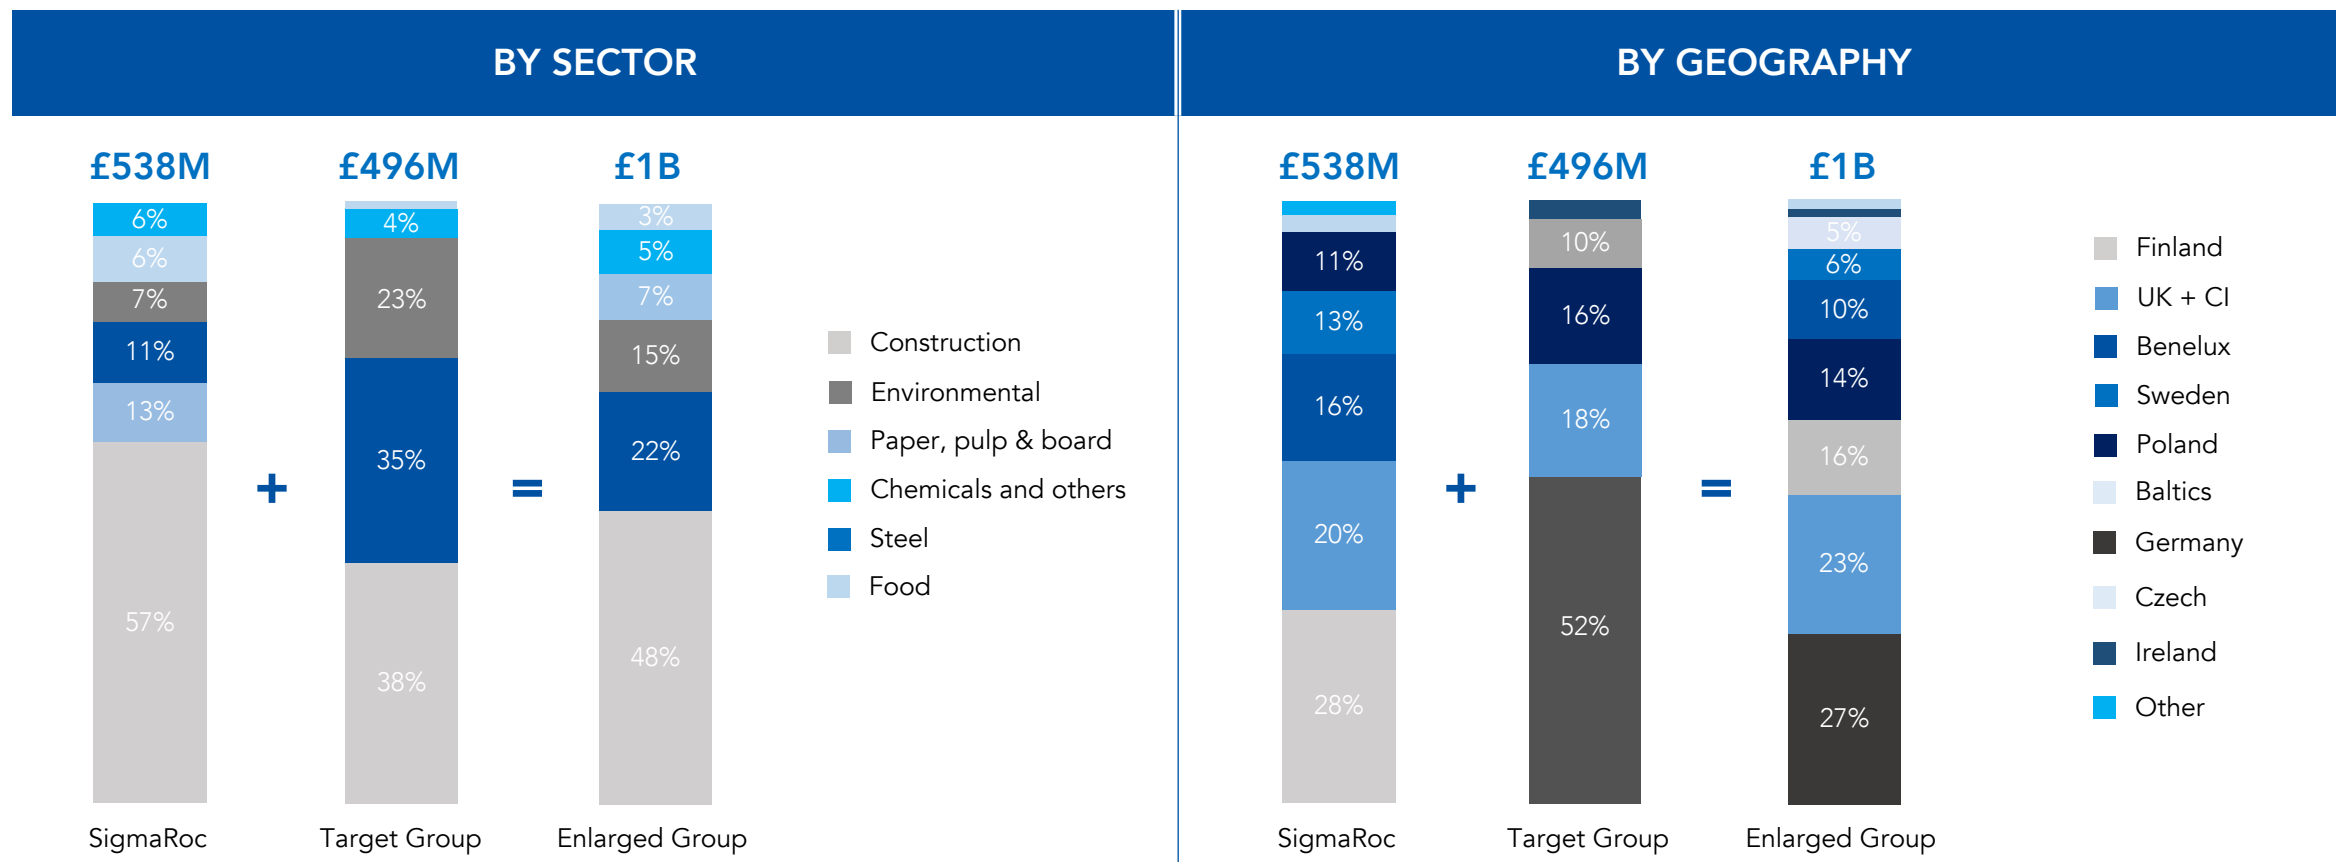 BY SECTOR
£538M
£496M
£1B
6%
6%
7%
11%
13%
57%
+
4%
23%
35%
38%
=
3%
5%
7%
15%
22%
48%
Construction
Environmental
Paper, pulp & board
Chemicals and others
Steel
Food
SigmaRoc
Target Group
Enlarged Group
BY GEOGRAPHY
£538M
£496M
£1B
11%
13%
16%
20%
28%
+
10%
16%
18%
52%
=
5%
6%
10%
14%
16%
23%
27%
Finland
UK + CI
Benelux
Sweden
Poland
Baltics
Germany
Czech
Ireland
Other
SigmaRoc
Target Group
Enlarged Group